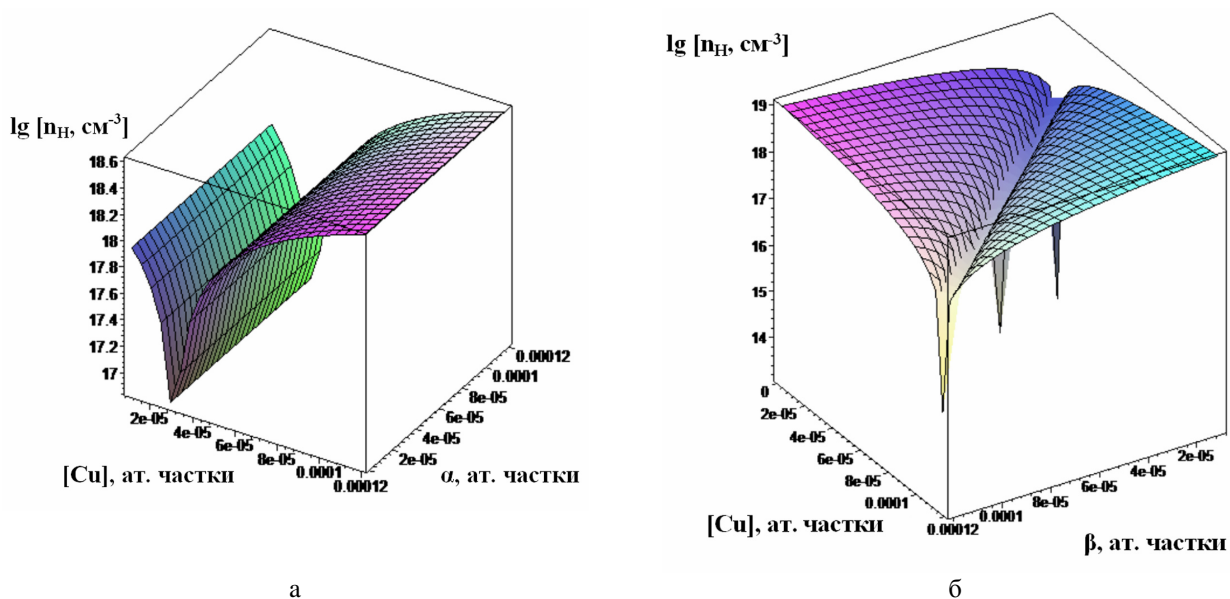 lg [nH, см-3]
18.6
18.4
18.2
18
17.8
17.6
17.4
17.2
17
2e-05
4e-05
6e-05
8e-05
0.0001
0.00012
[Cu], ат. частки
2e-05
4e-05
6e-05
8e-05
0.0001
0.00012
α, ат. частки
а
lg [nH, см-3]
19
18
17
16
15
14
0
2e-05
4e-05
6e-05
8e-05
0.0001
0.00012
[Cu], ат. частки
0.0001
8e-05
6e-05
4e-05
2e-05
β, ат. частки
б